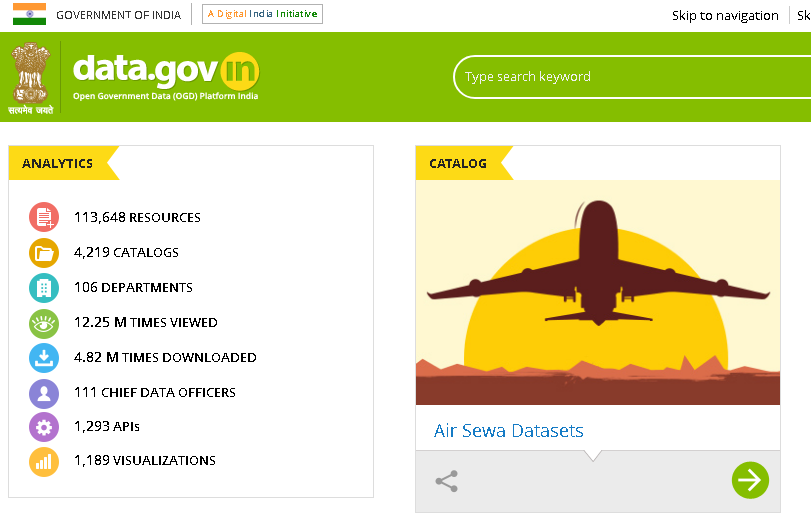 GOVERNMENT OF INDIA
A Digital India Initiative
Skip to navigation
Sk
सत्यमेव जयते
data.gov in
Open Government Data (OGD) Platform India
Type search keyword
ANALYTICS
113,648 RESOURCES
4,219 CATALOGS
106 DEPARTMENTS
12.25 M TIMES VIEWED
4.82 M TIMES DOWNLOADED
111 CHIEF DATA OFFICERS
1,293 APIs
1,189 VISUALIZATIONS
CATALOG
Air Sewa Datasets